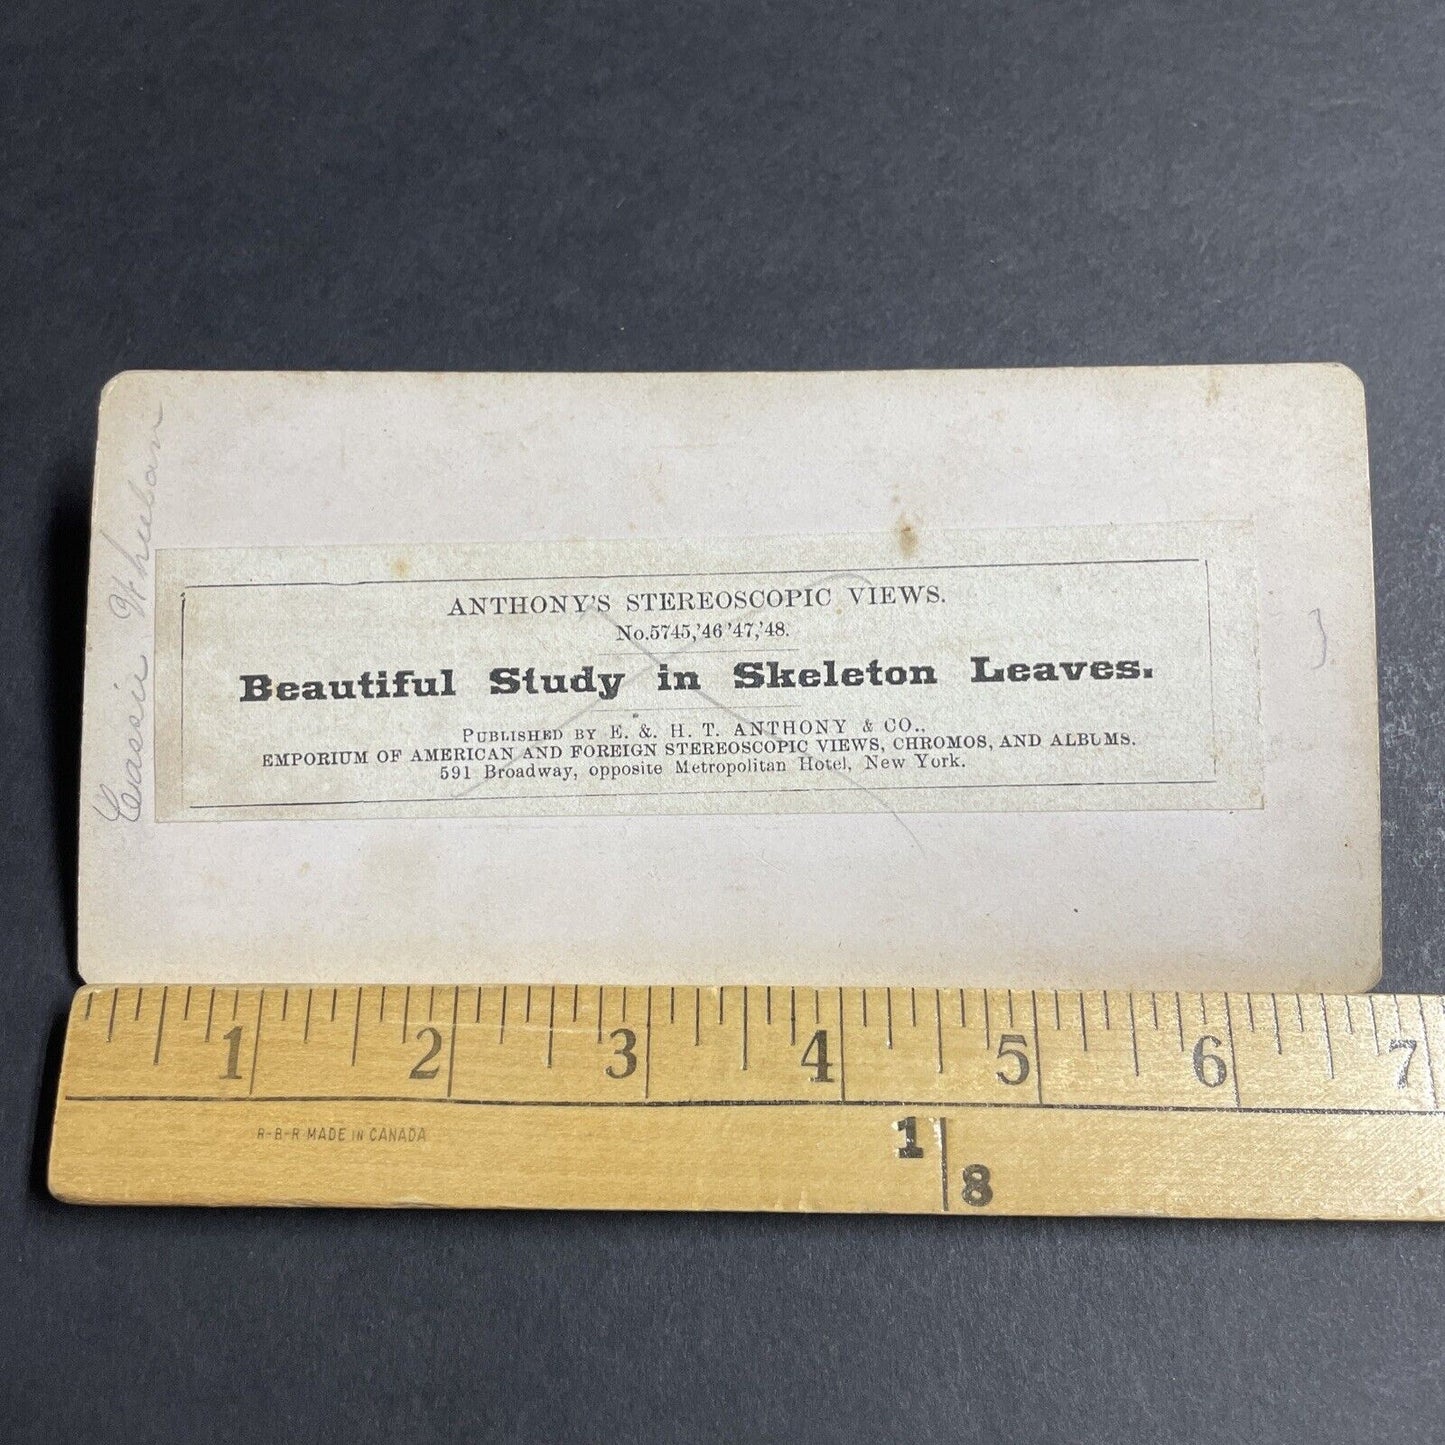 Cassie Whuban
ANTHONY'S STEREOSCOPIC VIEWS.
No.5745,'46 '47,'48.
Beautiful Study in Skeleton Leaves.
PUBLISHED BY E. & H. T. ANTHONY & CO.,
EMPORIUM OF AMERICAN AND FOREIGN STEREOSCOPIC VIEWS, CHROMOS, AND ALBUMS.
591 Broadway, opposite Metropolitan Hotel, New York.
1 2 3 4 5 6 7
R-B-R MADE IN CANADA
1
8